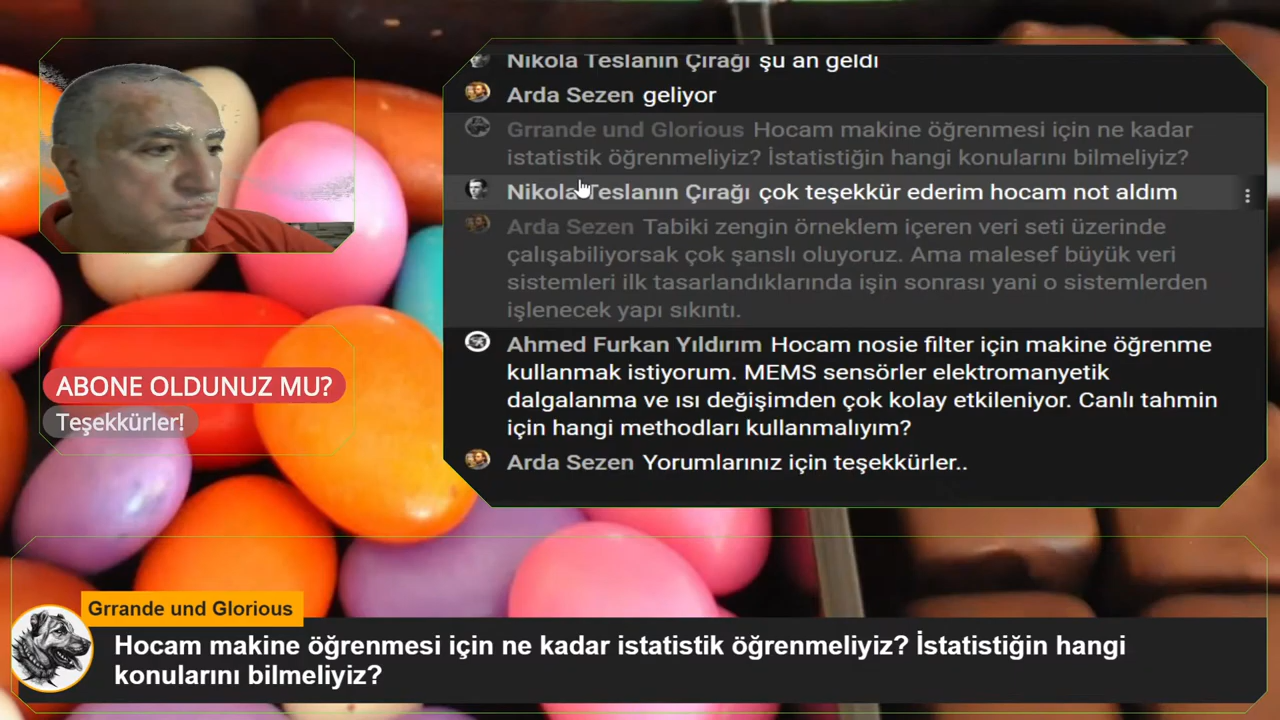 Nikola Teslanın Çırağı şu an geldi
Arda Sezen geliyor
Grrande und Glorious Hocam makine öğrenmesi için ne kadar
istatistik öğrenmeliyiz? İstatistiğin hangi konularını bilmeliyiz?
Nikola Teslanın Çırağı çok teşekkür ederim hocam not aldım
Arda Sezen Tabiki zengin örneklem içeren veri seti üzerinde
çalışabiliyorsak çok şanslı oluyoruz. Ama malesef büyük veri
sistemleri ilk tasarlandıklarında işin sonrası yani o sistemlerden
işlenecek yapı sıkıntı.
Ahmed Furkan Yıldırım Hocam nosie filter için makine öğrenme
kullanmak istiyorum. MEMS sensörler elektromanyetik
dalgalanma ve ısı değişimden çok kolay etkileniyor. Canlı tahmin
için hangi methodları kullanmalıyım?
Arda Sezen Yorumlarınız için teşekkürler..
ABONE OLDUNUZ MU?
Teşekkürler!
Grrande und Glorious
Hocam makine öğrenmesi için ne kadar istatistik öğrenmeliyiz? İstatistiğin hangi
konularını bilmeliyiz?